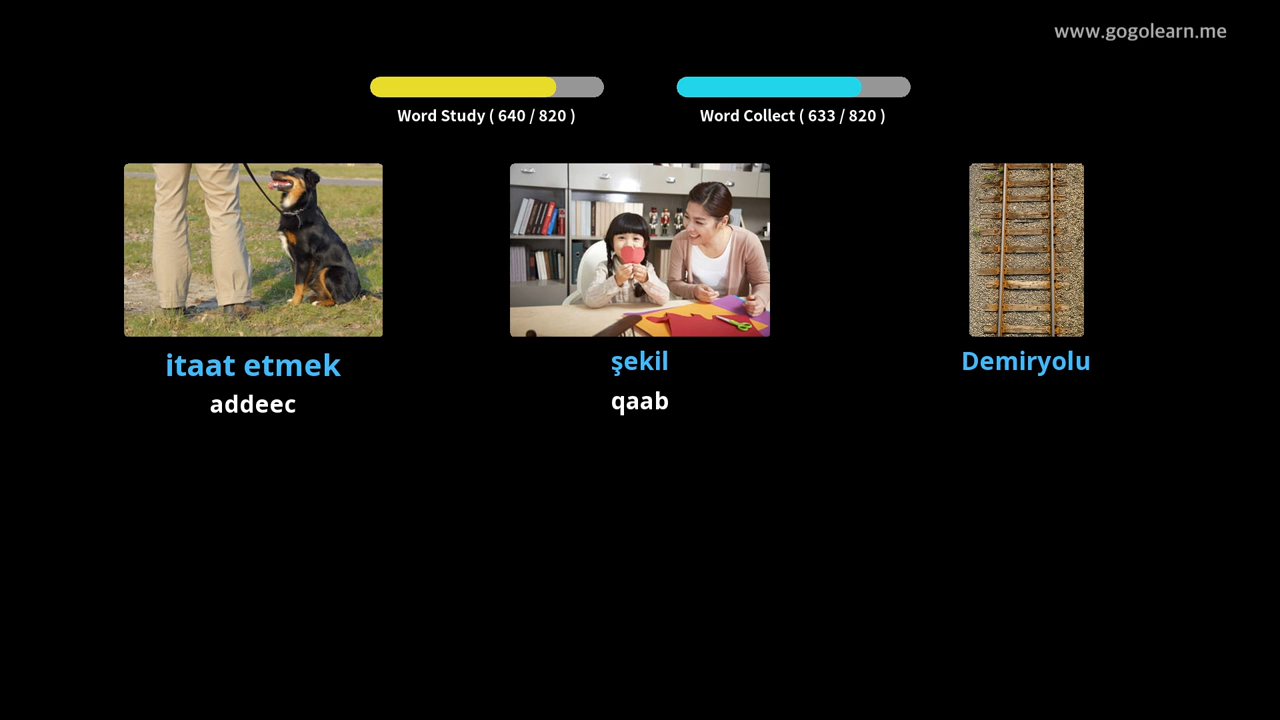 www.gogolearn.me
Word Study ( 640 / 820 )
Word Collect ( 633 / 820 )
itaat etmek
addeec
şekil
qaab
Demiryolu